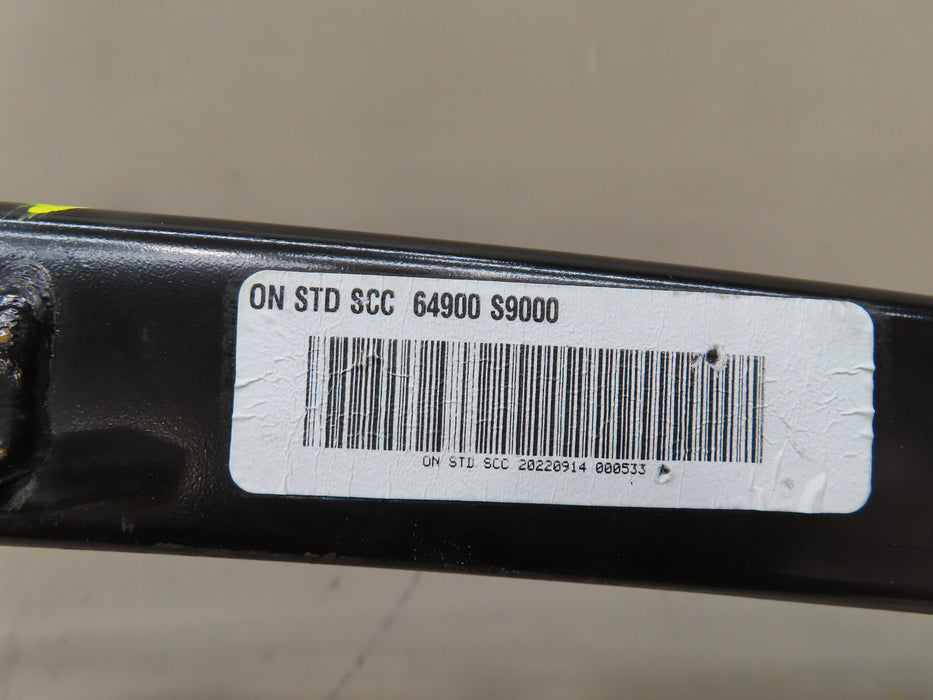 ON STD SCC 64900 S9000
ON STD SCC 20220914 000533